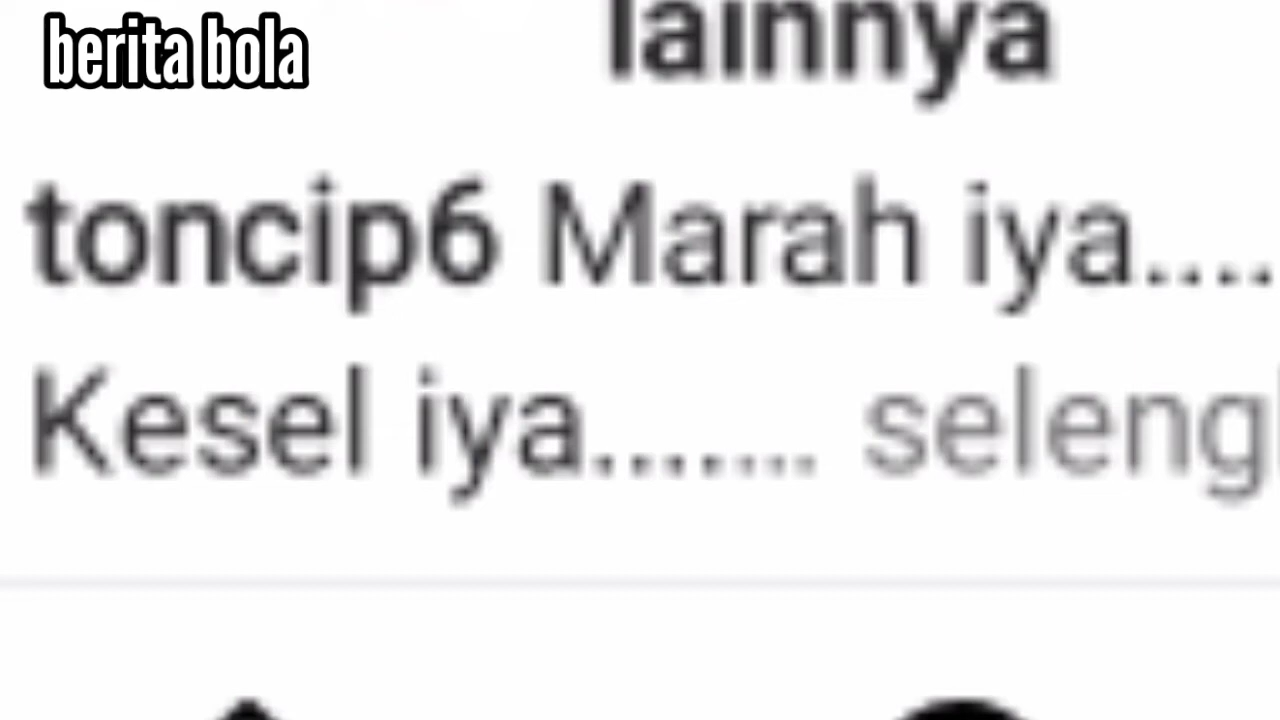 berita bola
lainnya
toncip6 Marah iya....
Kesel iya....... seleng